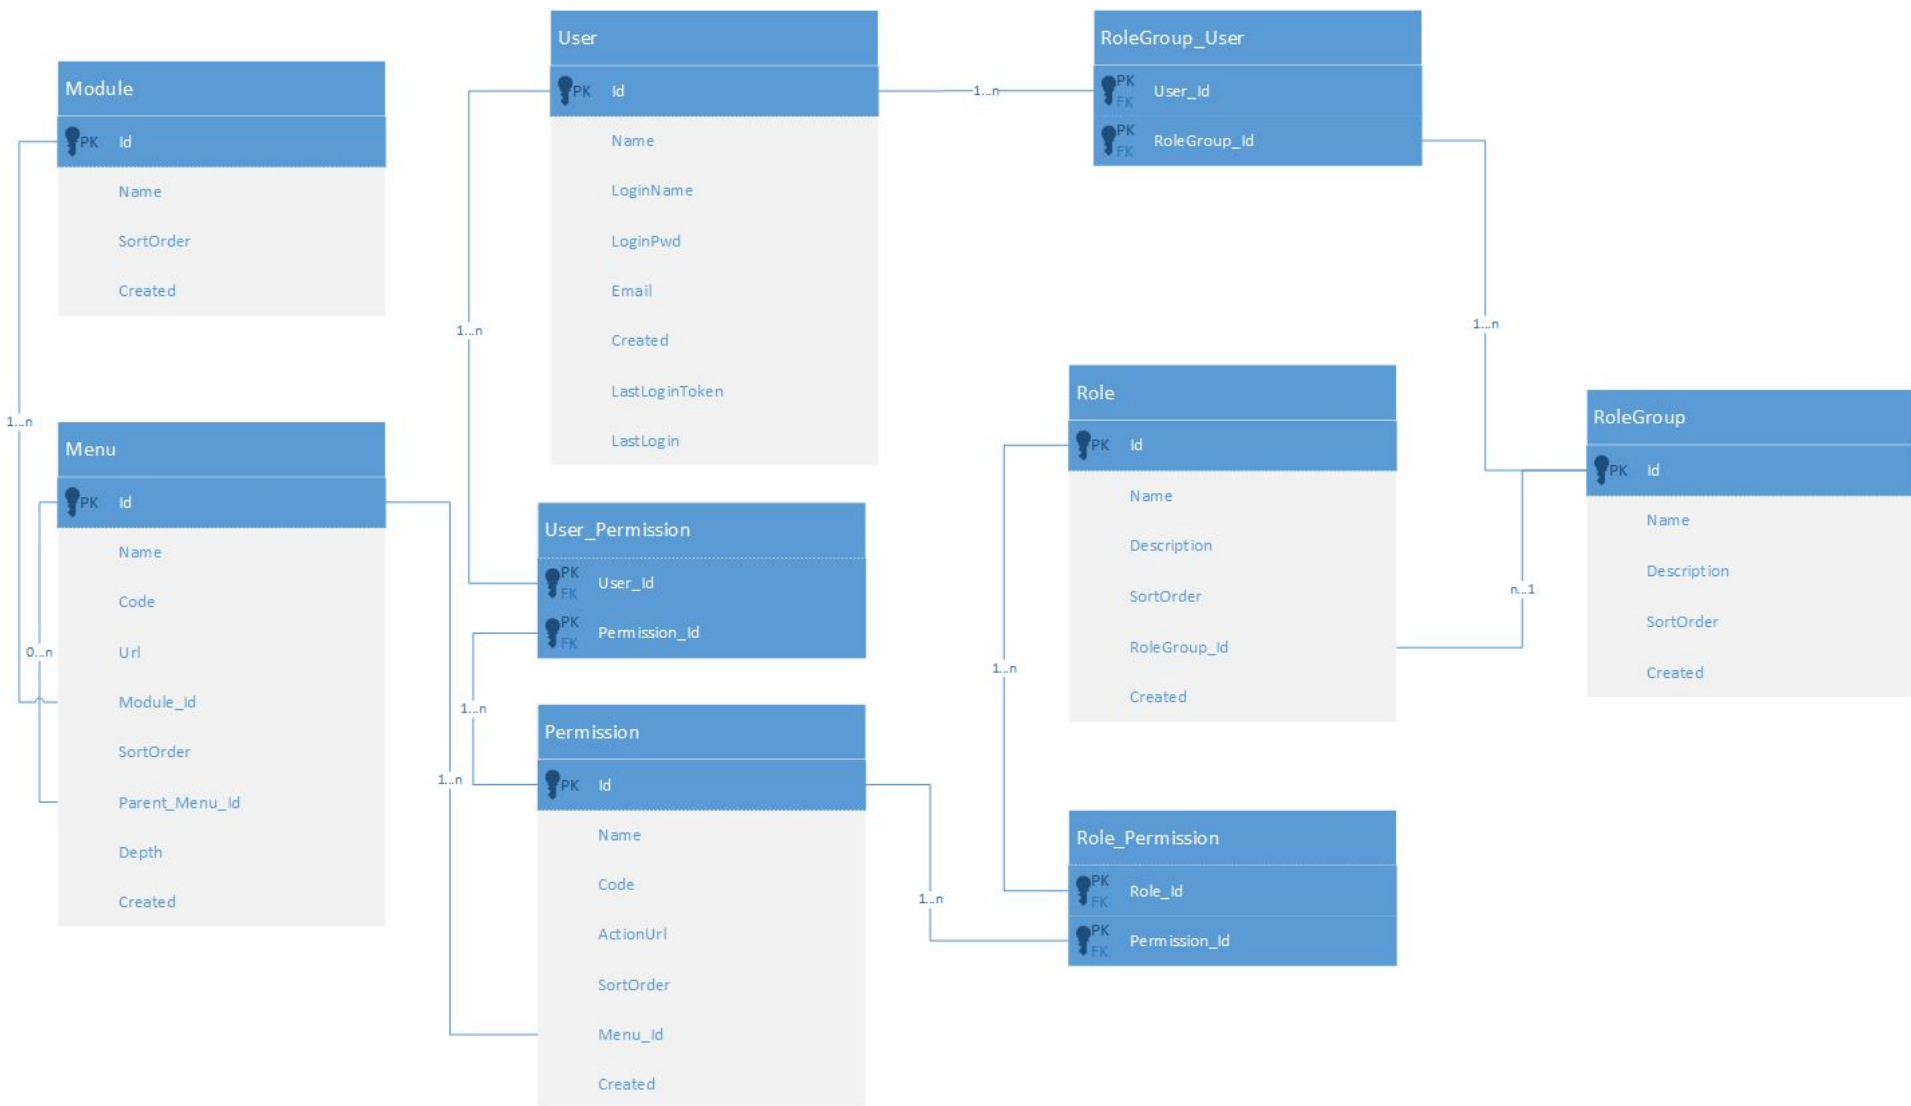 Module
PK Id
Name
SortOrder
Created
1...n
Menu
PK Id
Name
Code
Url
Module_Id
SortOrder
Parent_Menu_Id
Depth
Created
0...n
User
PK Id
Name
LoginName
LoginPwd
Email
Created
LastLoginToken
LastLogin
1...n
1...n
User_Permission
PK
FK User_Id
PK
FK Permission_Id
1...n
1...n
Permission
PK Id
Name
Code
ActionUrl
SortOrder
Menu_Id
Created
1...n
RoleGroup_User
PK
FK User_Id
PK
FK RoleGroup_Id
1...n
Role
PK Id
Name
Description
SortOrder
RoleGroup_Id
Created
1...n
n...1
Role_Permission
PK
FK Role_Id
PK
FK Permission_Id
RoleGroup
PK Id
Name
Description
SortOrder
Created